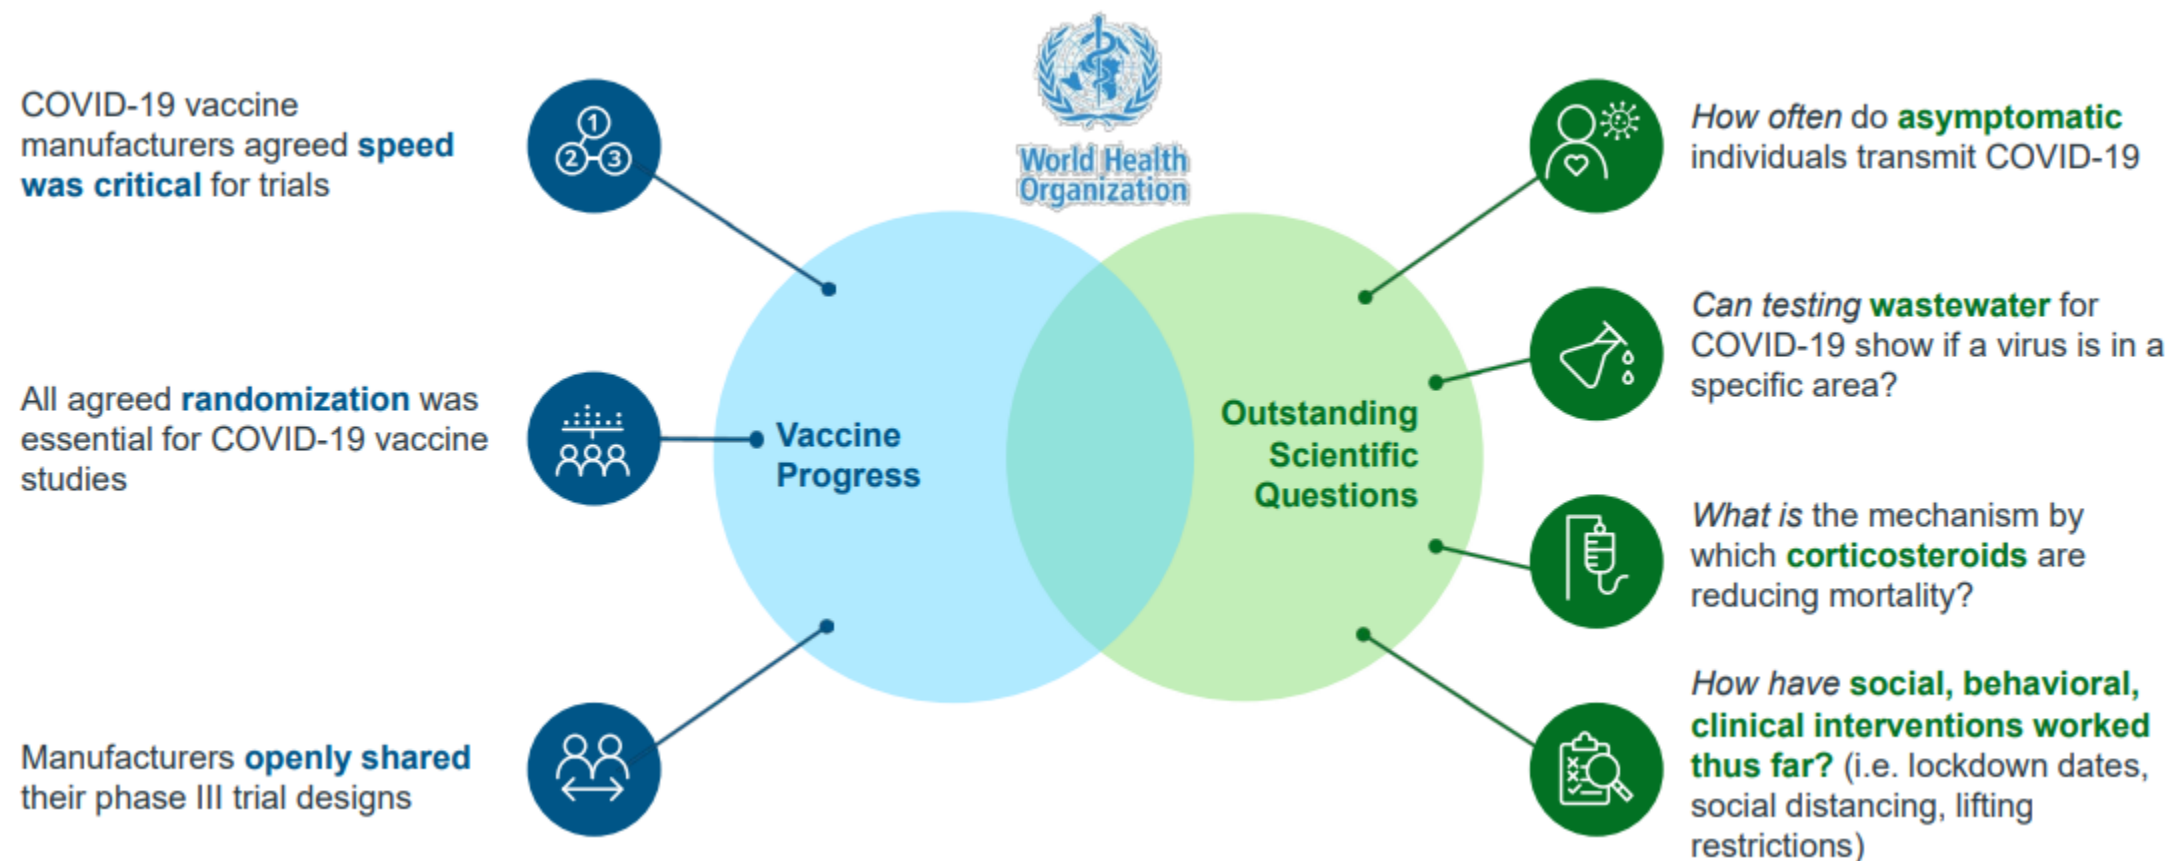 World Health
Organization
COVID-19 vaccine
manufacturers agreed speed
was critical for trials
1
2 3
All agreed randomization was
essential for COVID-19 vaccine
studies
Manufacturers openly shared
their phase III trial designs
Vaccine
Progress
Outstanding
Scientific
Questions
How often do asymptomatic
individuals transmit COVID-19
Can testing wastewater for
COVID-19 show if a virus is in a
specific area?
What is the mechanism by
which corticosteroids are
reducing mortality?
How have social, behavioral,
clinical interventions worked
thus far? (i.e. lockdown dates,
social distancing, lifting
restrictions)